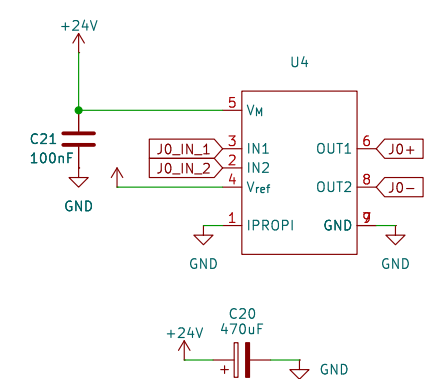 +24V
U4
5 VM
C21
100nF
J0_IN_1 3 IN1 OUT1 6 J0+
J0_IN_2 2 IN2
4 Vref OUT2 8 J0-
GND
1 IPROPI GND 9
GND GND
C20
470uF
+24V
+ GND